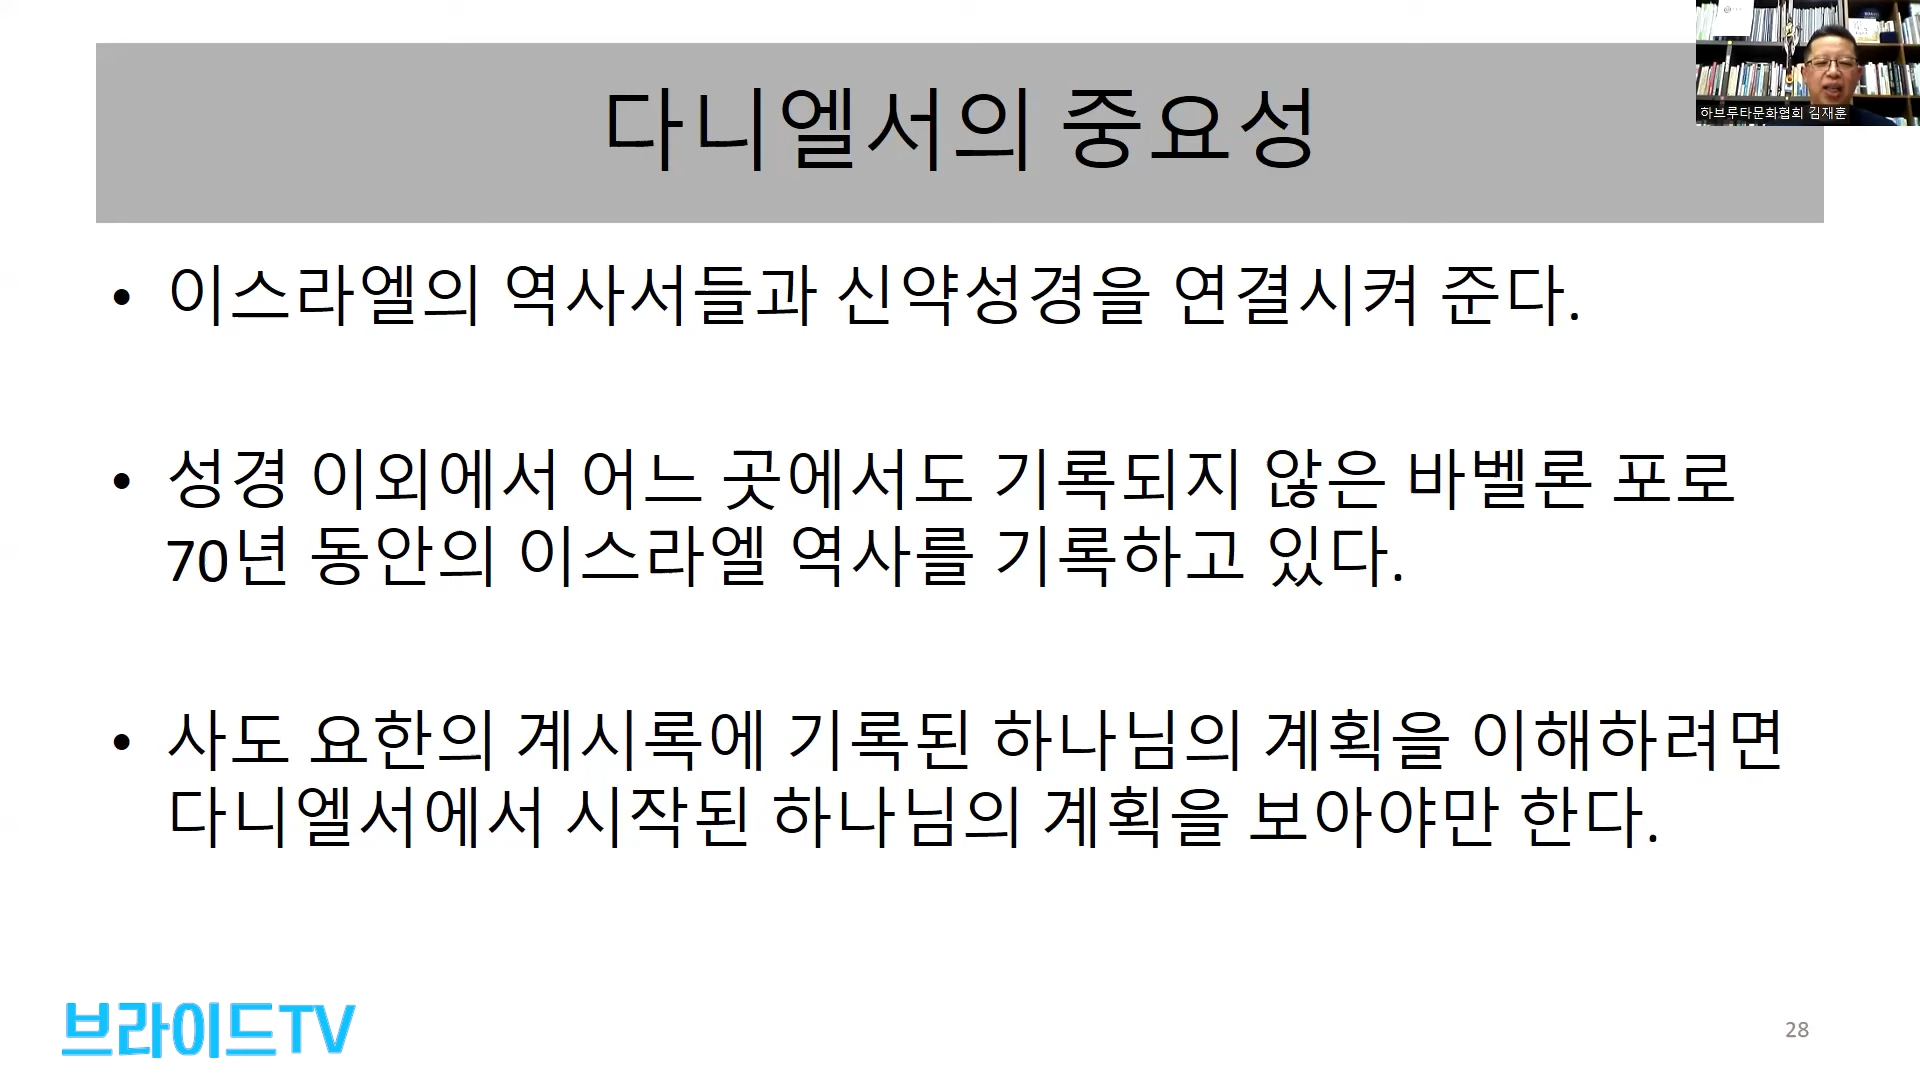 하브루타문화협회 김재훈
다니엘서의 중요성
• 이스라엘의 역사서들과 신약성경을 연결시켜 준다.
• 성경 이외에서 어느 곳에서도 기록되지 않은 바벨론 포로
70년 동안의 이스라엘 역사를 기록하고 있다.
• 사도 요한의 계시록에 기록된 하나님의 계획을 이해하려면
다니엘서에서 시작된 하나님의 계획을 보아야만 한다.
브라이드TV
28